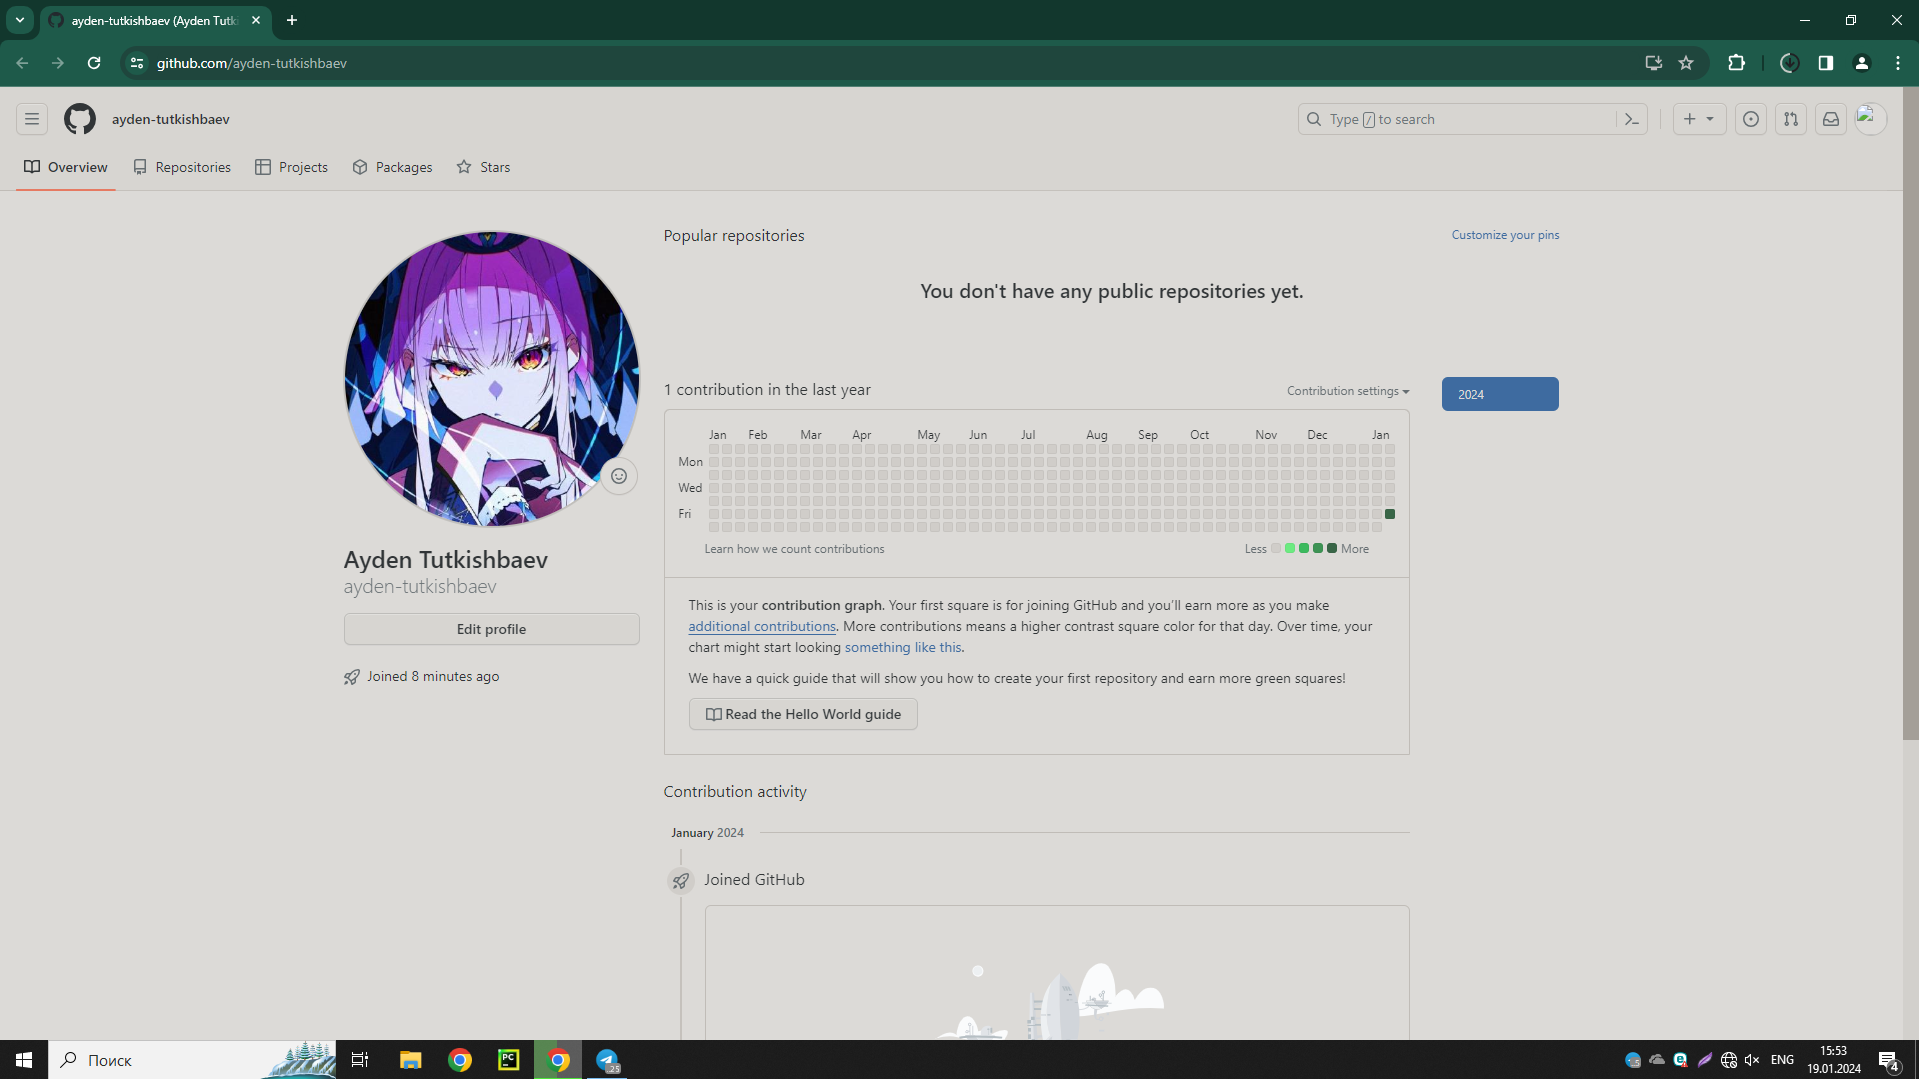 ayden-tutkishbaev (Ayden Tutki
github.com/ayden-tutkishbaev
ayden-tutkishbaev
Type / to search
Overview
Repositories
Projects
Packages
Stars
Popular repositories
Customize your pins
You don't have any public repositories yet.
1 contribution in the last year
Contribution settings
2024
Jan Feb Mar Apr May Jun Jul Aug Sep Oct Nov Dec Jan
Mon
Wed
Fri
Learn how we count contributions
Less
More
Ayden Tutkishbaev
ayden-tutkishbaev
Edit profile
Joined 8 minutes ago
This is your contribution graph. Your first square is for joining GitHub and you'll earn more as you make
additional contributions. More contributions means a higher contrast square color for that day. Over time, your
chart might start looking something like this.
We have a quick guide that will show you how to create your first repository and earn more green squares!
Read the Hello World guide
Contribution activity
January 2024
Joined GitHub
Поиск
PC
25
ENG
15:53
19.01.2024
4